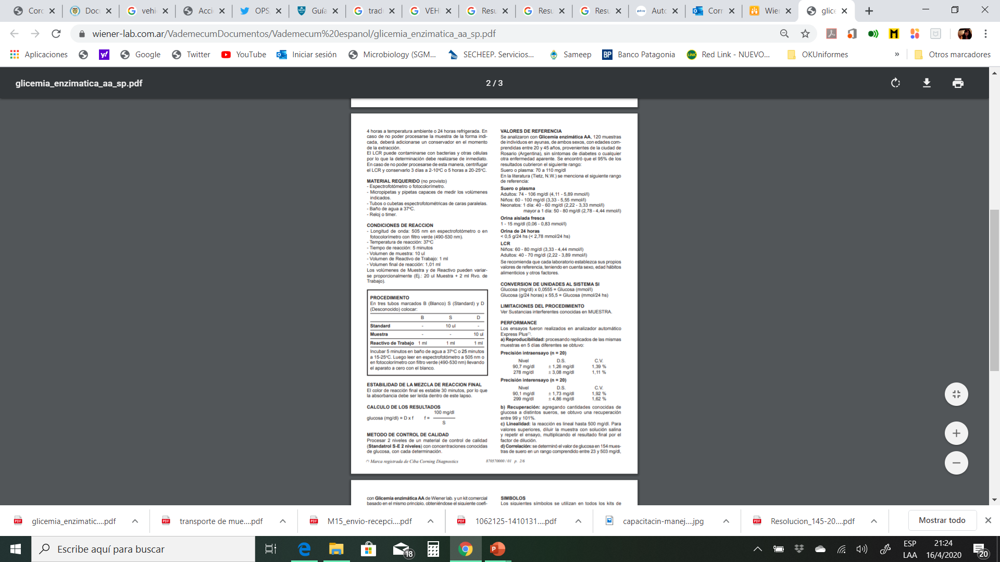 Corc
Docu
vehi
Acci
OPS
Guía
trad
VEH
Resu
Resu
Resu
Auto
Corr
Wien
glice
wiener-lab.com.ar/VademecumDocumentos/Vademecum%20espanol/glicemia_enzimatica_aa_sp.pdf
Aplicaciones
Google
Twitter
YouTube
Iniciar sesión
Microbiology (SGM...
SECHEEP. Servicios...
Sameep
BP Banco Patagonia
LINK Red Link - NUEVO...
OKUniformes
»
Otros marcadores
glicemia_enzimatica_aa_sp.pdf
2 / 3
4 horas a temperatura ambiente o 24 horas refrigerada. En
caso de no poder procesarse la muestra de la forma indi-
cada, deberá adicionarse un conservador en el momento
de la extracción.
El LCR puede contaminarse con bacterias y otras células
por lo que la determinación debe realizarse de inmediato.
En caso de no poder procesarse de esta manera, centrifugar
el LCR y conservarlo 3 días a 2-10ºC o 5 horas a 20-25ºC.
MATERIAL REQUERIDO (no provisto)
- Espectrofotómetro o fotocolorímetro.
- Micropipetas y pipetas capaces de medir los volúmenes
indicados.
- Tubos o cubetas espectrofotométricas de caras paralelas.
- Baño de agua a 37ºC.
- Reloj o timer.
CONDICIONES DE REACCION
- Longitud de onda: 505 nm en espectrofotómetro o en
fotocolorímetro con filtro verde (490-530 nm).
- Temperatura de reacción: 37ºC
- Tiempo de reacción: 5 minutos
- Volumen de muestra: 10 ul
- Volumen de Reactivo de Trabajo: 1 ml
- Volumen final de reacción: 1,01 ml
Los volúmenes de Muestra y de Reactivo pueden variar-
se proporcionalmente (Ej.: 20 ul Muestra + 2 ml Rvo. de
Trabajo).
PROCEDIMIENTO
En tres tubos marcados B (Blanco) S (Standard) y D
(Desconocido) colocar:
B S D
Standard - 10 ul -
Muestra - - 10 ul
Reactivo de Trabajo 1 ml 1 ml 1 ml
Incubar 5 minutos en baño de agua a 37ºC o 25 minutos
a 15-25ºC. Luego leer en espectrofotómetro a 505 nm o
en fotocolorímetro con filtro verde (490-530 nm) llevando
el aparato a cero con el blanco.
ESTABILIDAD DE LA MEZCLA DE REACCION FINAL
El color de reacción final es estable 30 minutos, por lo que
la absorbancia debe ser leída dentro de este lapso.
CALCULO DE LOS RESULTADOS
100 mg/dl
glucosa (mg/dl) = D x f f =
S
METODO DE CONTROL DE CALIDAD
Procesar 2 niveles de un material de control de calidad
(Standatrol S-E 2 niveles) con concentraciones conocidas
de glucosa, con cada determinación.
(*) Marca registrada de Ciba Corning Diagnostics
VALORES DE REFERENCIA
Se analizaron con Glicemia enzimática AA, 120 muestras
de individuos en ayunas, de ambos sexos, con edades com-
prendidas entre 20 y 45 años, provenientes de la ciudad de
Rosario (Argentina), sin síntomas de diabetes o cualquier
otra enfermedad aparente. Se encontró que el 95% de los
resultados cubrieron el siguiente rango:
Suero o plasma: 70 a 110 mg/dl
En la literatura (Tietz, N.W.) se menciona el siguiente rango
de referencia:
Suero o plasma
Adultos: 74 - 106 mg/dl (4,11 - 5,89 mmol/l)
Niños: 60 - 100 mg/dl (3,33 - 5,55 mmol/l)
Neonatos: 1 día: 40 - 60 mg/dl (2,22 - 3,33 mmol/l)
mayor a 1 día: 50 - 80 mg/dl (2,78 - 4,44 mmol/l)
Orina aislada fresca
1 - 15 mg/dl (0,06 - 0,83 mmol/l)
Orina de 24 horas
< 0,5 g/24 hs (< 2,78 mmol/24 hs)
LCR
Niños: 60 - 80 mg/dl (3,33 - 4,44 mmol/l)
Adultos: 40 - 70 mg/dl (2,22 - 3,89 mmol/l)
Se recomienda que cada laboratorio establezca sus propios
valores de referencia, teniendo en cuenta sexo, edad hábitos
alimenticios y otros factores.
CONVERSION DE UNIDADES AL SISTEMA SI
Glucosa (mg/dl) x 0,0555 = Glucosa (mmol/l)
Glucosa (g/24 horas) x 55,5 = Glucosa (mmol/24 hs)
LIMITACIONES DEL PROCEDIMIENTO
Ver Sustancias interferentes conocidas en MUESTRA.
PERFORMANCE
Los ensayos fueron realizados en analizador automático
Express Plus(*).
a) Reproducibilidad: procesando replicados de las mismas
muestras en 5 días diferentes se obtuvo:
Precisión intraensayo (n = 20)
Nivel D.S. C.V.
90,7 mg/dl ± 1,26 mg/dl 1,39 %
278 mg/dl ± 3,08 mg/dl 1,11 %
Precisión interensayo (n = 20)
Nivel D.S. C.V.
90,1 mg/dl ± 1,73 mg/dl 1,92 %
299 mg/dl ± 4,86 mg/dl 1,62 %
b) Recuperación: agregando cantidades conocidas de
glucosa a distintos sueros, se obtuvo una recuperación
entre 99 y 101%.
c) Linealidad: la reacción es lineal hasta 500 mg/dl. Para
valores superiores, diluir la muestra con solución salina
y repetir el ensayo, multiplicando el resultado final por el
factor de dilución.
d) Correlación: se determinó el valor de glucosa en 154 mues-
tras de suero en un rango comprendido entre 23 y 503 mg/dl,
870570000 / 01 p. 2/6
con Glicemia enzimática AA de Wiener lab. y un kit comercial
basado en el mismo principio, obteniéndose el siguiente coefi-
SIMBOLOS
Los siguientes símbolos se utilizan en todos los kits de
glicemia_enzimatic....pdf
transporte de mue....pdf
M15_envio-recepci....pdf
1062125-1410131....pdf
capacitacin-manej....jpg
Resolucion_145-20....pdf
Mostrar todo
Escribe aquí para buscar
18
ESP
LAA
21:24
16/4/2020
20